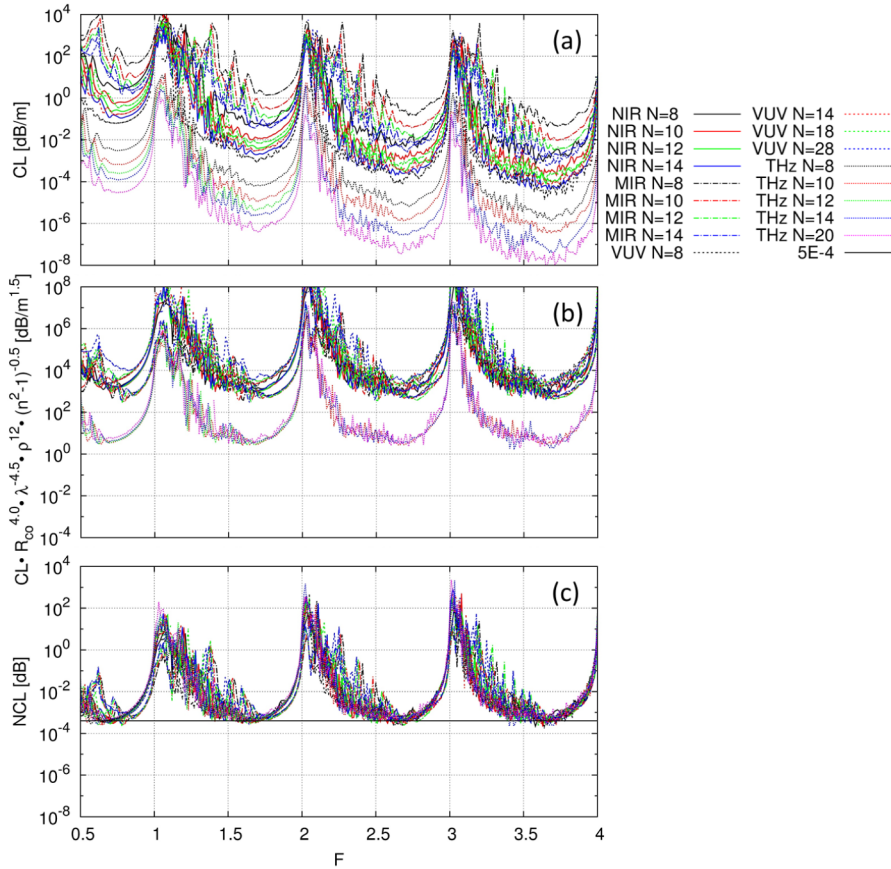 (a)
CL [dB/m]
10^4
10^2
10^0
10^-2
10^-4
10^-6
10^-8
NIR N=8
NIR N=10
NIR N=12
NIR N=14
MIR N=8
MIR N=10
MIR N=12
MIR N=14
VUV N=8
VUV N=14
VUV N=18
VUV N=28
THz N=8
THz N=10
THz N=12
THz N=14
THz N=20
5E-4
(b)
CL• R_co^4.0• λ^-4.5• ρ^12• (n^2-1)^-0.5 [dB/m^1.5]
10^8
10^6
10^4
10^2
10^0
10^-2
10^-4
(c)
NCL [dB]
10^4
10^2
10^0
10^-2
10^-4
10^-6
10^-8
0.5 1 1.5 2 2.5 3 3.5 4
F